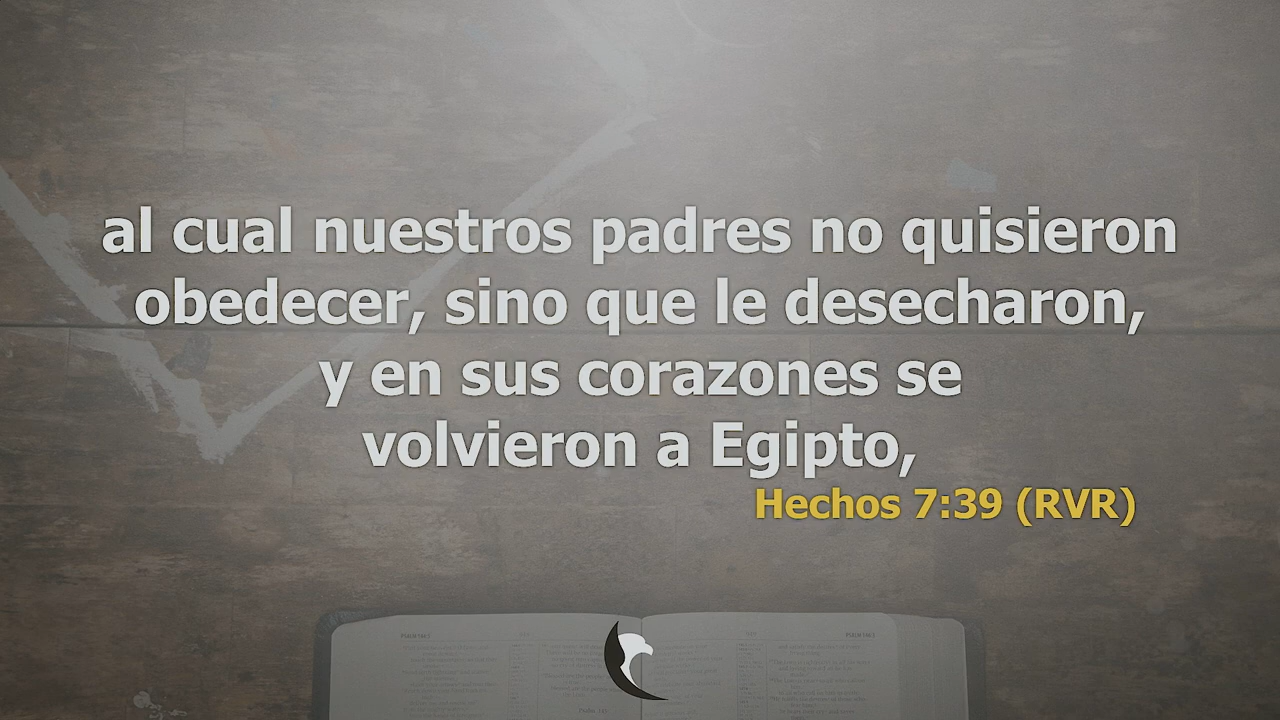 al cual nuestros padres no quisieron
obedecer, sino que le desecharon,
y en sus corazones se
volvieron a Egipto,
Hechos 7:39 (RVR)